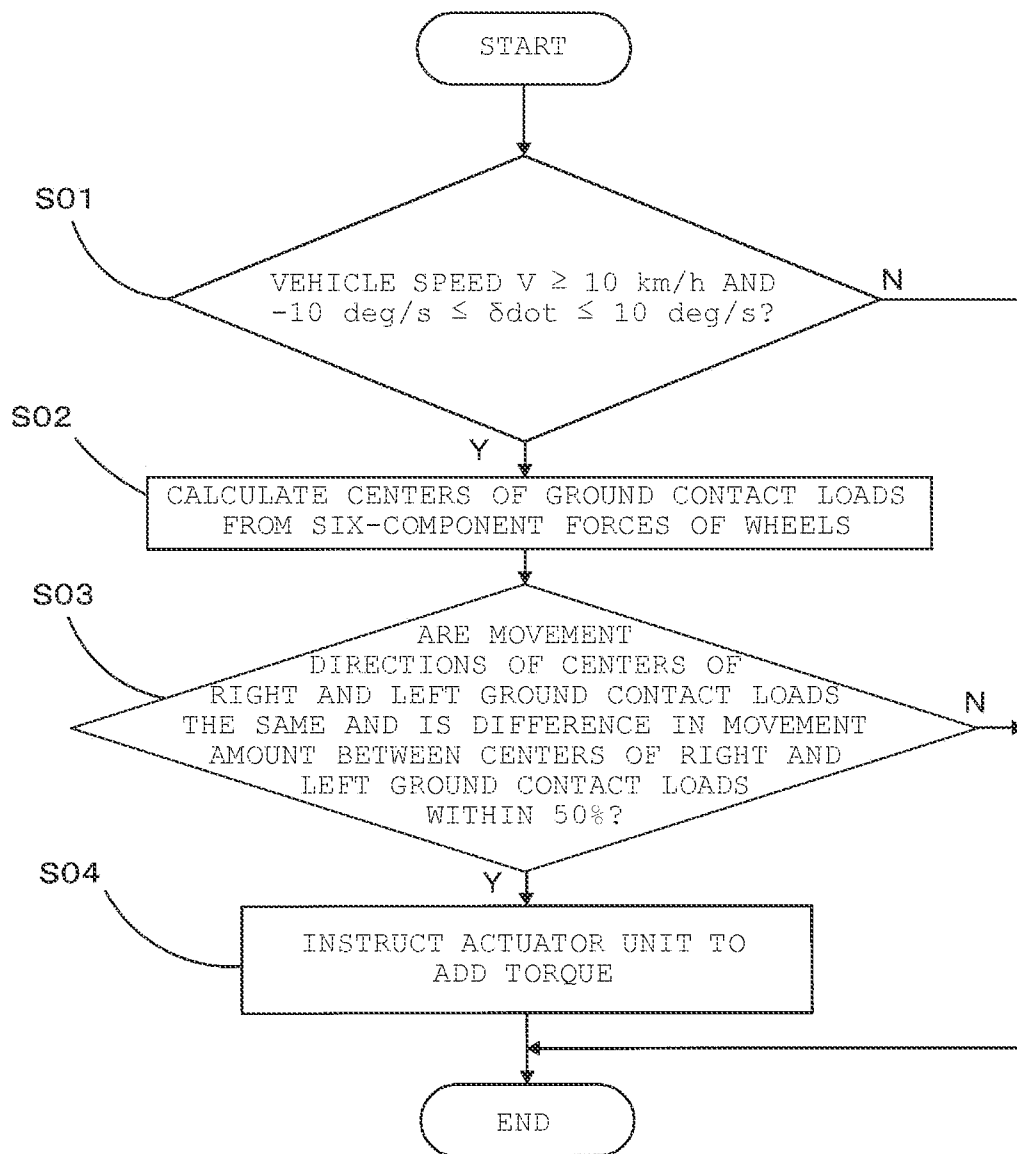 START
S01
VEHICLE SPEED V ≥ 10 km/h AND
-10 deg/s ≤ δdot ≤ 10 deg/s?
N
S02
Y
CALCULATE CENTERS OF GROUND CONTACT LOADS
FROM SIX-COMPONENT FORCES OF WHEELS
S03
ARE MOVEMENT
DIRECTIONS OF CENTERS OF
RIGHT AND LEFT GROUND CONTACT LOADS
THE SAME AND IS DIFFERENCE IN MOVEMENT
AMOUNT BETWEEN CENTERS OF RIGHT AND
LEFT GROUND CONTACT LOADS
WITHIN 50%?
N
S04
Y
INSTRUCT ACTUATOR UNIT TO
ADD TORQUE
END